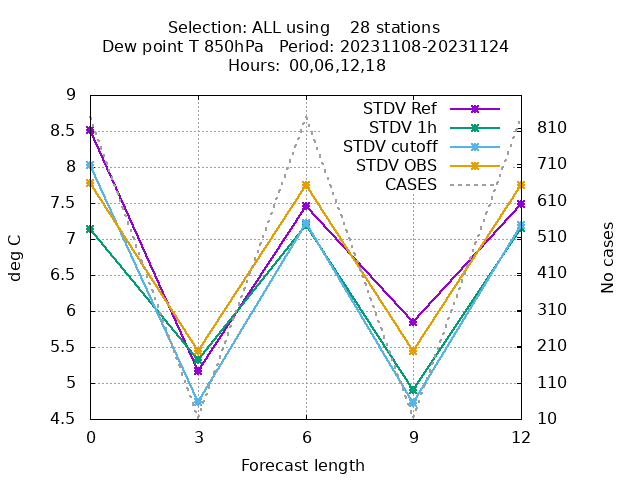 Selection: ALL using    28 stations
Dew point T 850hPa   Period: 20231108-20231124
Hours: 00,06,12,18
STDV Ref
STDV 1h
STDV cutoff
STDV OBS
CASES
9
8.5
8
7.5
7
6.5
6
5.5
5
4.5
deg C
810
710
610
510
410
310
210
110
10
No cases
0 3 6 9 12
Forecast length